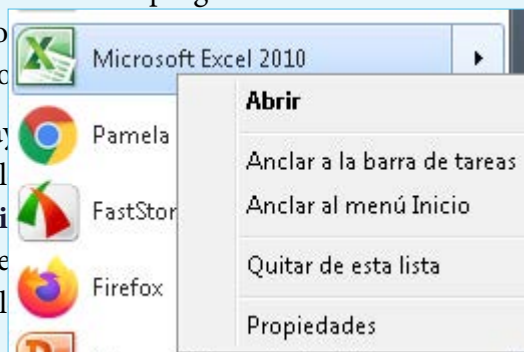 Microsoft Excel 2010
Abrir
Pamela
Anclar a la barra de tareas
FastStor
Anclar al menú Inicio
Quitar de esta lista
Firefox
Propiedades